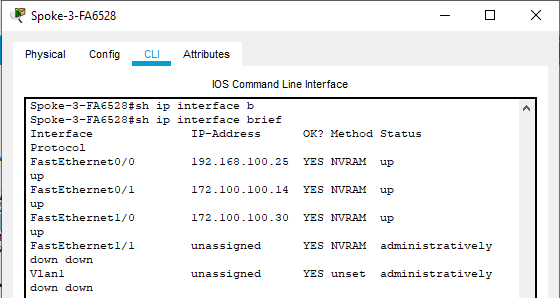 Spoke-3-FA6528
Physical Config CLI Attributes
IOS Command Line Interface
Spoke-3-FA6528#sh ip interface b
Spoke-3-FA6528#sh ip interface brief
Interface IP-Address OK? Method Status
Protocol
FastEthernet0/0 192.168.100.25 YES NVRAM up
up
FastEthernet0/1 172.100.100.14 YES NVRAM up
up
FastEthernet1/0 172.100.100.30 YES NVRAM up
up
FastEthernet1/1 unassigned YES NVRAM administratively
down down
Vlan1 unassigned YES unset administratively
down down